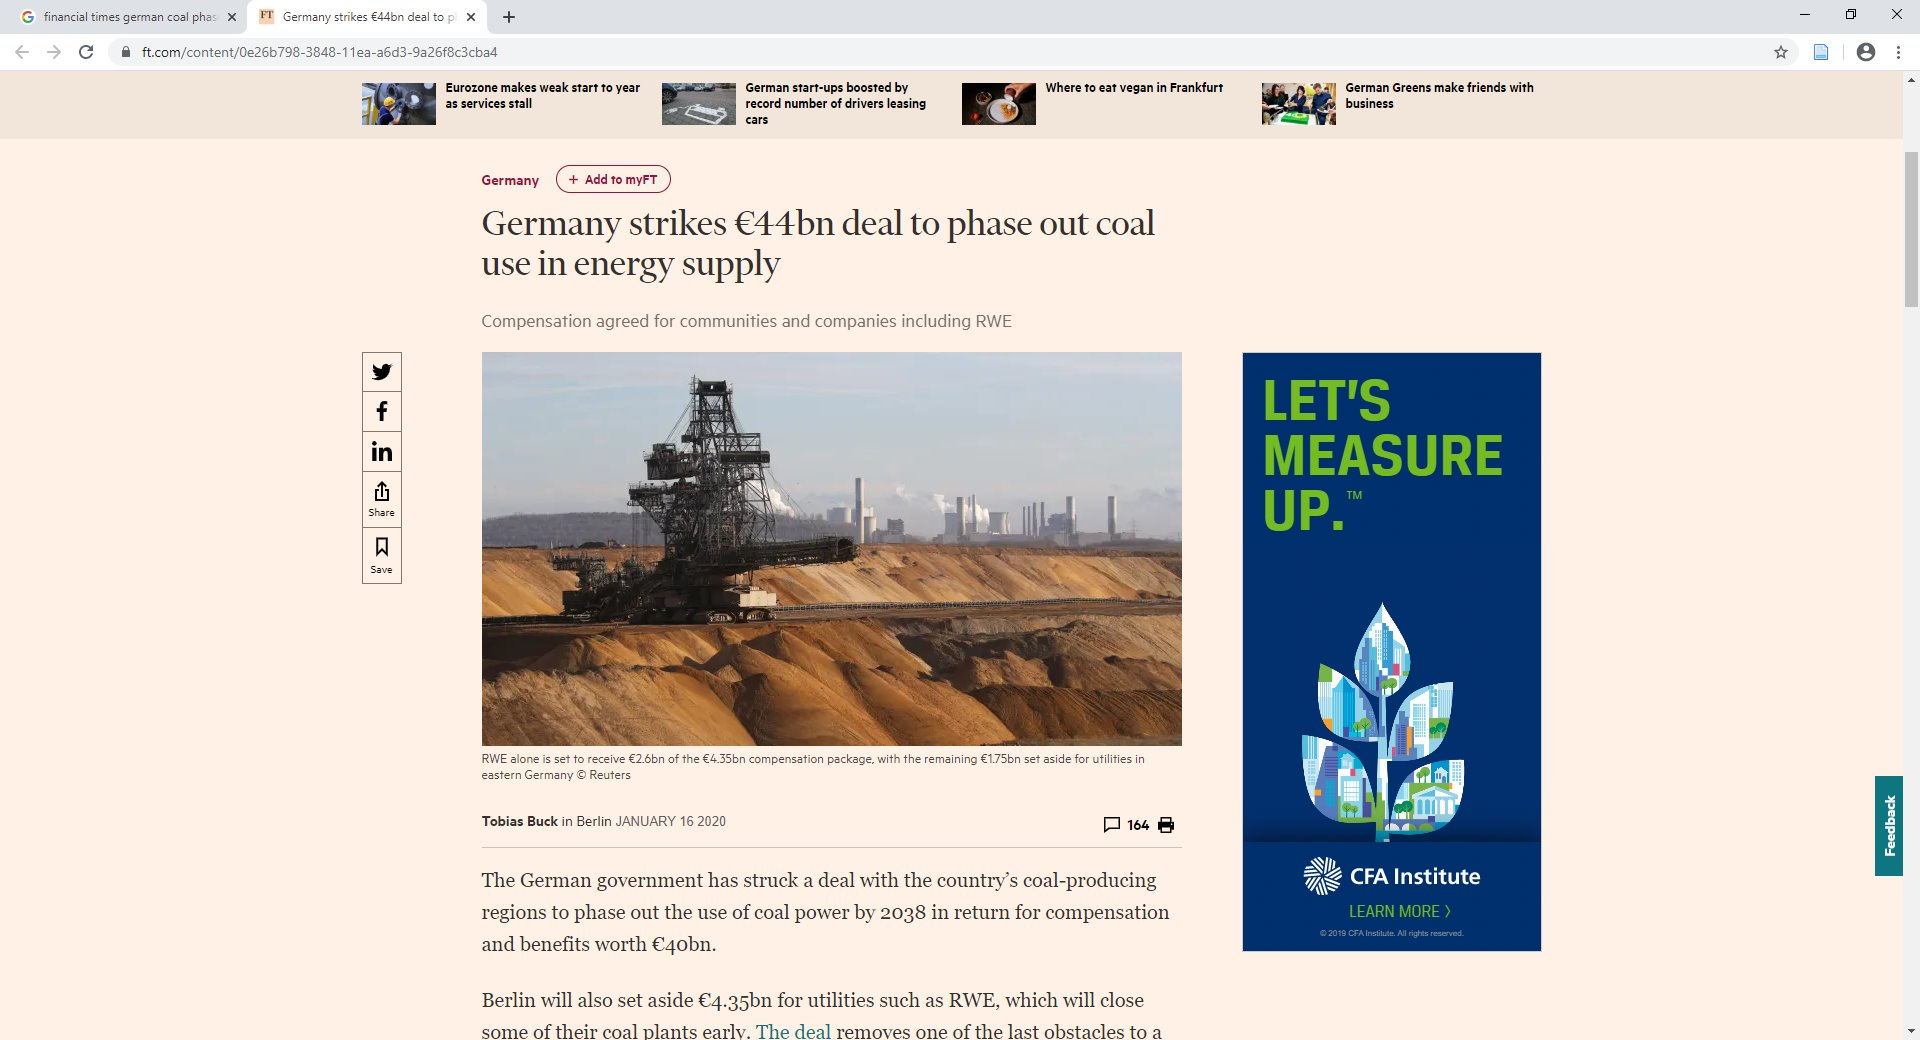 financial times german coal phas
FT
Germany strikes €44bn deal to p
ft.com/content/0e26b798-3848-11ea-a6d3-9a26f8c3cba4
Eurozone makes weak start to year
as services stall
German start-ups boosted by
record number of drivers leasing
cars
Where to eat vegan in Frankfurt
German Greens make friends with
business
Germany
+ Add to myFT
Germany strikes €44bn deal to phase out coal
use in energy supply
Compensation agreed for communities and companies including RWE
Share
Save
RWE alone is set to receive €2.6bn of the €4.35bn compensation package, with the remaining €1.75bn set aside for utilities in
eastern Germany © Reuters
Tobias Buck in Berlin JANUARY 16 2020
164
The German government has struck a deal with the country's coal-producing
regions to phase out the use of coal power by 2038 in return for compensation
and benefits worth €40bn.
Berlin will also set aside €4.35bn for utilities such as RWE, which will close
some of their coal plants early. The deal removes one of the last obstacles to a
LET'S
MEASURE
UP.™
CFA Institute
LEARN MORE >
© 2019 CFA Institute. All rights reserved.
Feedback